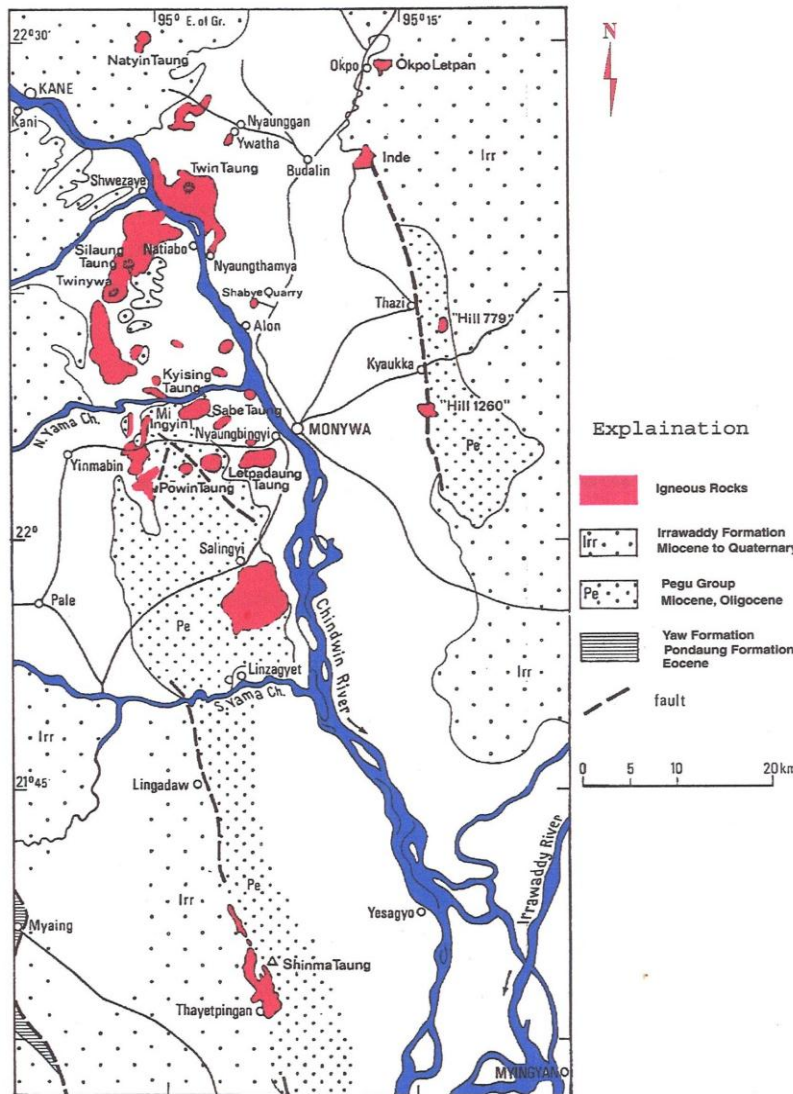 95° E. of Gr.
95° 15'
22° 30'
Natyin Taung
Okpo
Okpo Letpan
N
KANE
Kani
Nyaunggan
Ywatha
Budalin
Inde
Irr
Twin Taung
Shwezaye
Silaung
Taung
Natiabo
Nyaungthamya
Twinywa
Shabye Quarry
Thazi
"Hill 779"
Alon
Kyaukka
Kyising
Taung
"Hill 1260"
N. Yama Ch.
Mi
Ingyin T.
Sabe Taung
Nyaungbingyi
MONYWA
Pe
Explaination
Yinmabin
Letpadaung
Taung
Powin Taung
Igneous Rocks
22°
Salingyi
Irr
Irrawaddy Formation
Miocene to Quaternary
Pale
Pe
Chindwin River
Pe
Pegu Group
Miocene, Oligocene
Linzagyet
S. Yama Ch.
Irr
Yaw Formation
Pondaung Formation
Eocene
fault
Irr
21° 45'
Lingadaw
0 5 10 20 km
Pe
Irr
Yesagyo
Irrawaddy River
Myaing
Shinma Taung
Thayetpingan
MYINGYAN